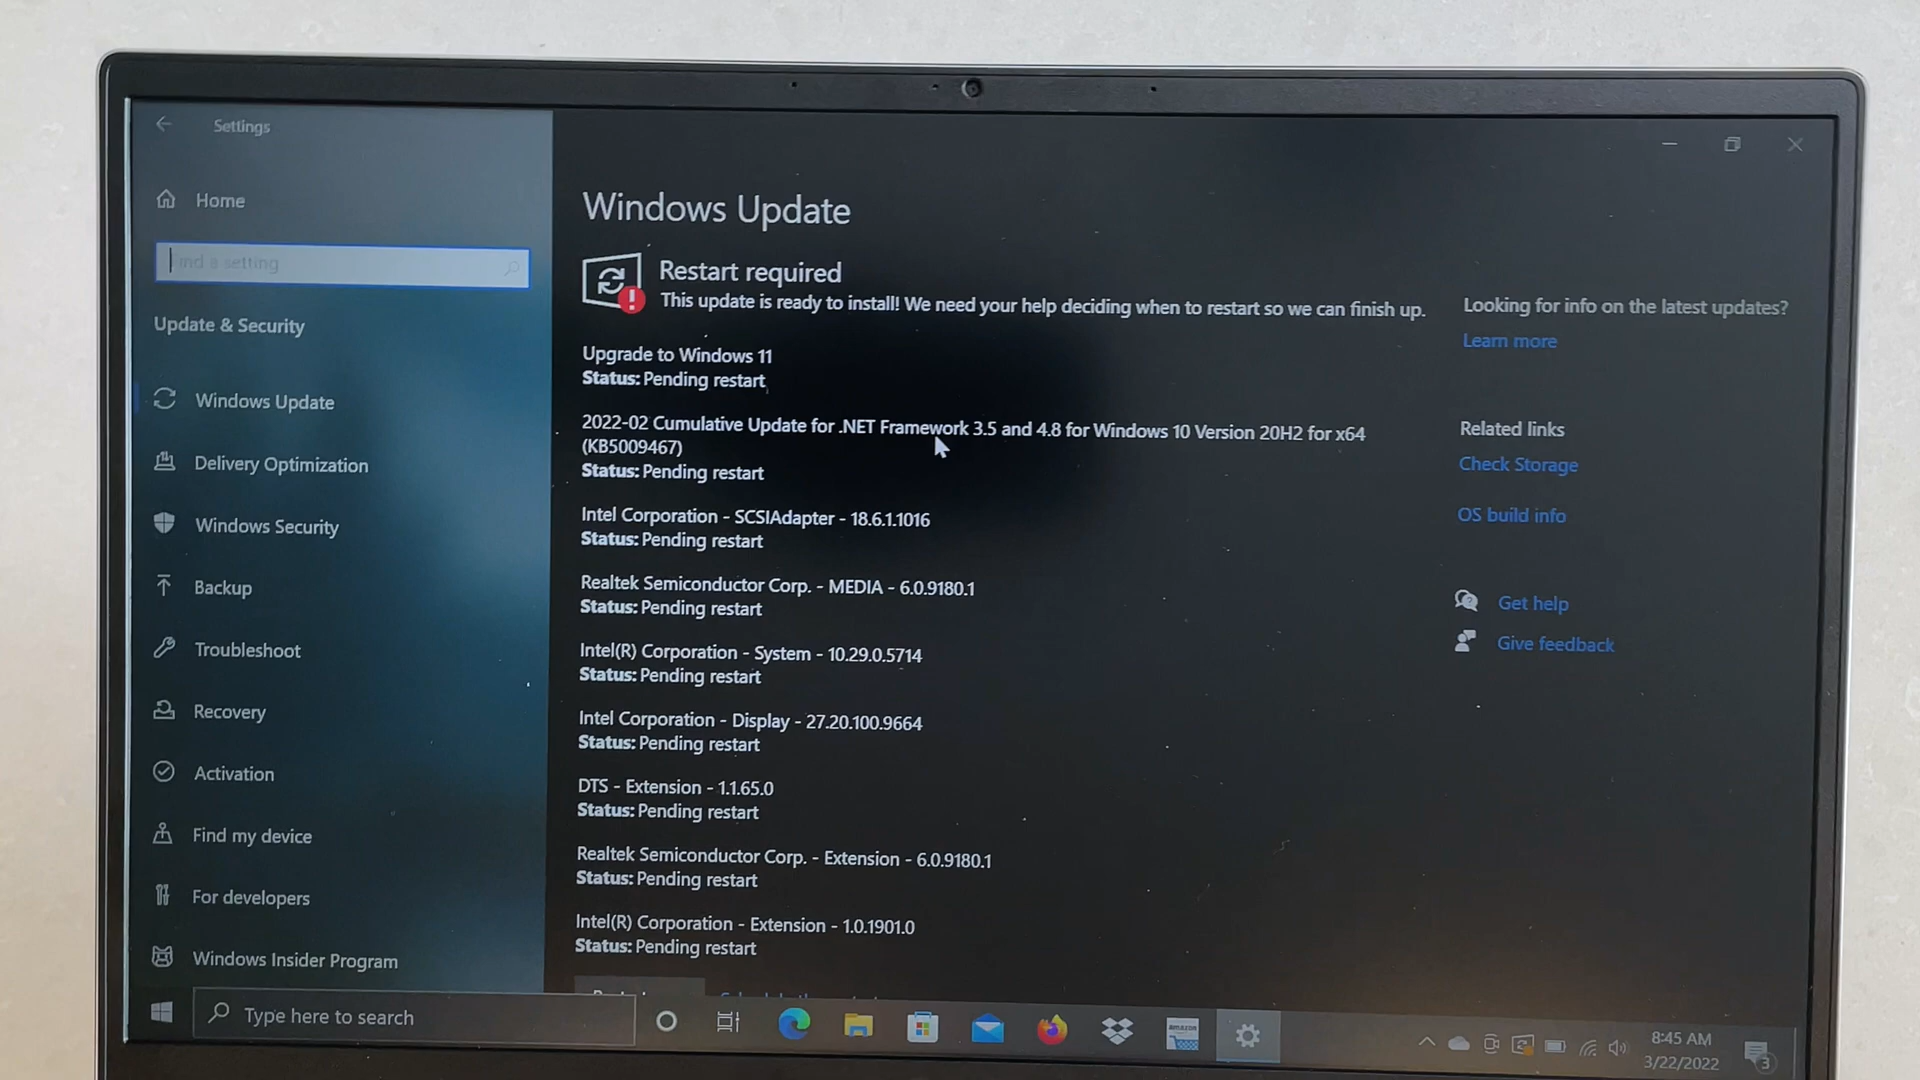 Settings
Home
Find a setting
Update & Security
Windows Update
Delivery Optimization
Windows Security
Backup
Troubleshoot
Recovery
Activation
Find my device
For developers
Windows Insider Program
Windows Update
Restart required
This update is ready to install! We need your help deciding when to restart so we can finish up.
Upgrade to Windows 11
Status: Pending restart
2022-02 Cumulative Update for .NET Framework 3.5 and 4.8 for Windows 10 Version 20H2 for x64
(KB5009467)
Status: Pending restart
Intel Corporation - SCSIAdapter - 18.6.1.1016
Status: Pending restart
Realtek Semiconductor Corp. - MEDIA - 6.0.9180.1
Status: Pending restart
Intel(R) Corporation - System - 10.29.0.5714
Status: Pending restart
Intel Corporation - Display - 27.20.100.9664
Status: Pending restart
DTS - Extension - 1.1.65.0
Status: Pending restart
Realtek Semiconductor Corp. - Extension - 6.0.9180.1
Status: Pending restart
Intel(R) Corporation - Extension - 1.0.1901.0
Status: Pending restart
Looking for info on the latest updates?
Learn more
Related links
Check Storage
OS build info
Get help
Give feedback
Type here to search
8:45 AM
3/22/2022
3